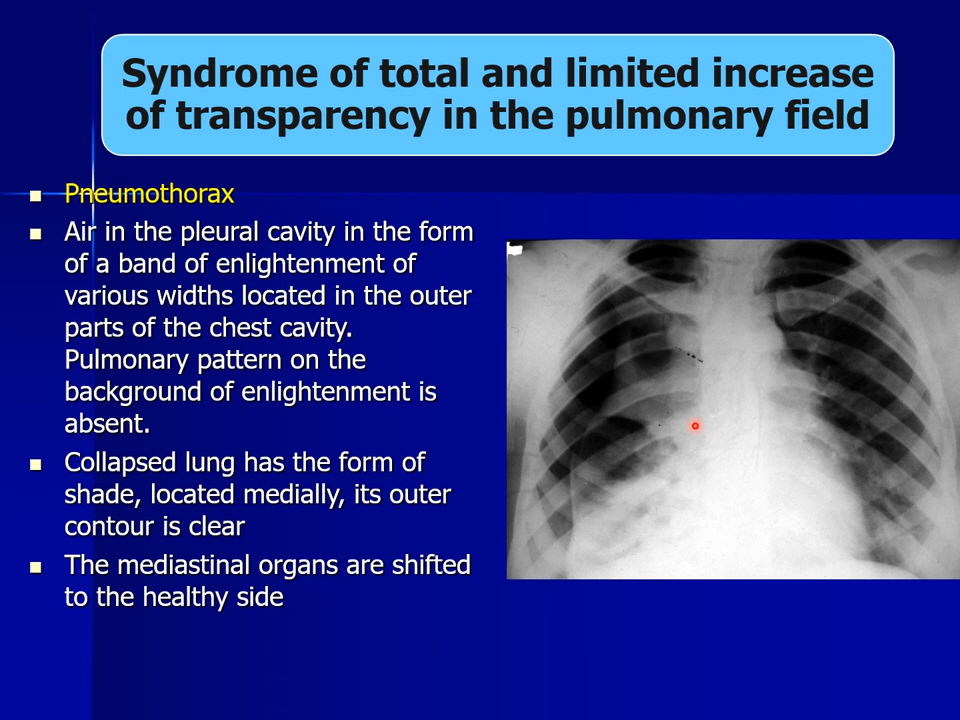 Syndrome of total and limited increase
of transparency in the pulmonary field
Pneumothorax
Air in the pleural cavity in the form
of a band of enlightenment of
various widths located in the outer
parts of the chest cavity.
Pulmonary pattern on the
background of enlightenment is
absent.
Collapsed lung has the form of
shade, located medially, its outer
contour is clear
The mediastinal organs are shifted
to the healthy side